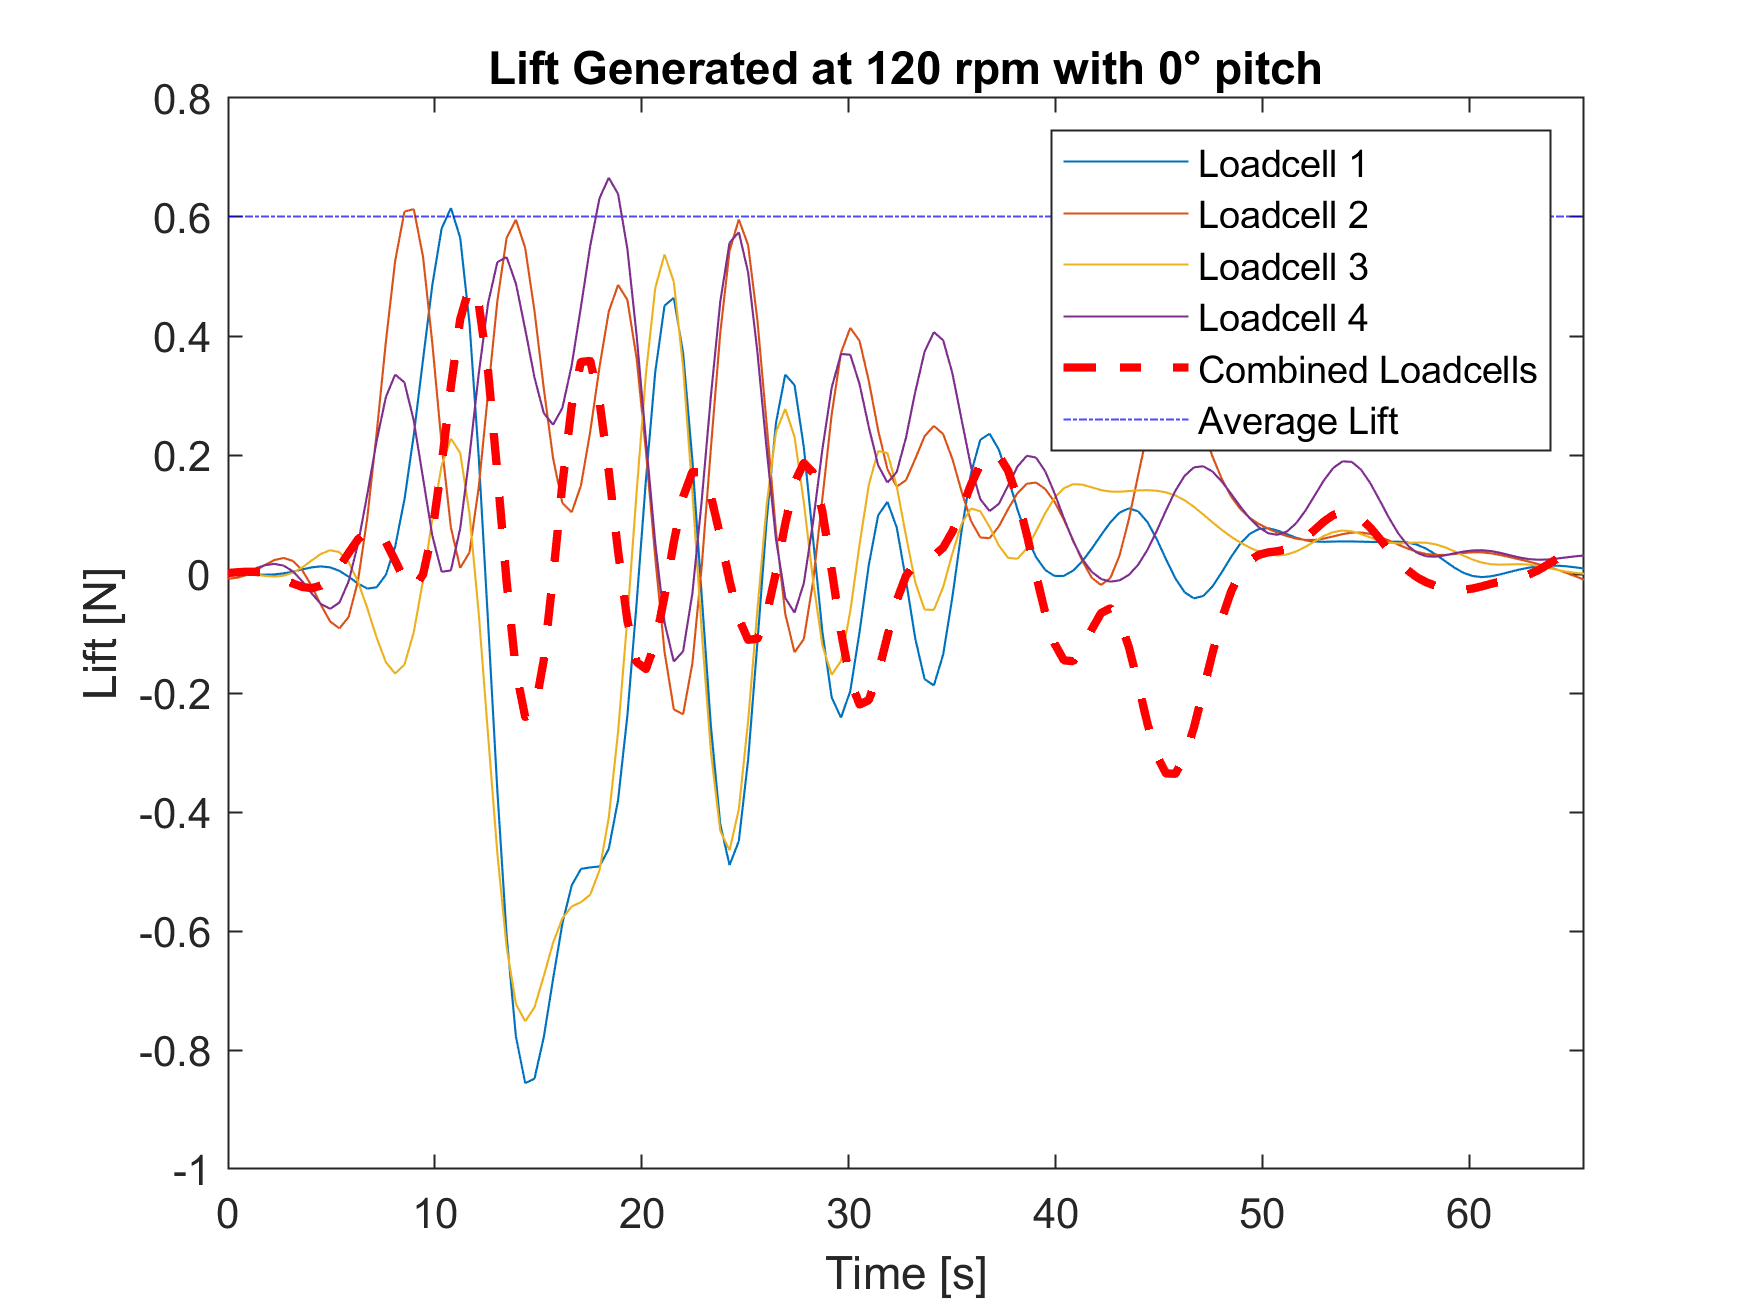 Lift Generated at 120 rpm with 0° pitch
0.8
0.6
0.4
0.2
0
-0.2
-0.4
-0.6
-0.8
-1
Lift [N]
Loadcell 1
Loadcell 2
Loadcell 3
Loadcell 4
Combined Loadcells
Average Lift
0 10 20 30 40 50 60
Time [s]